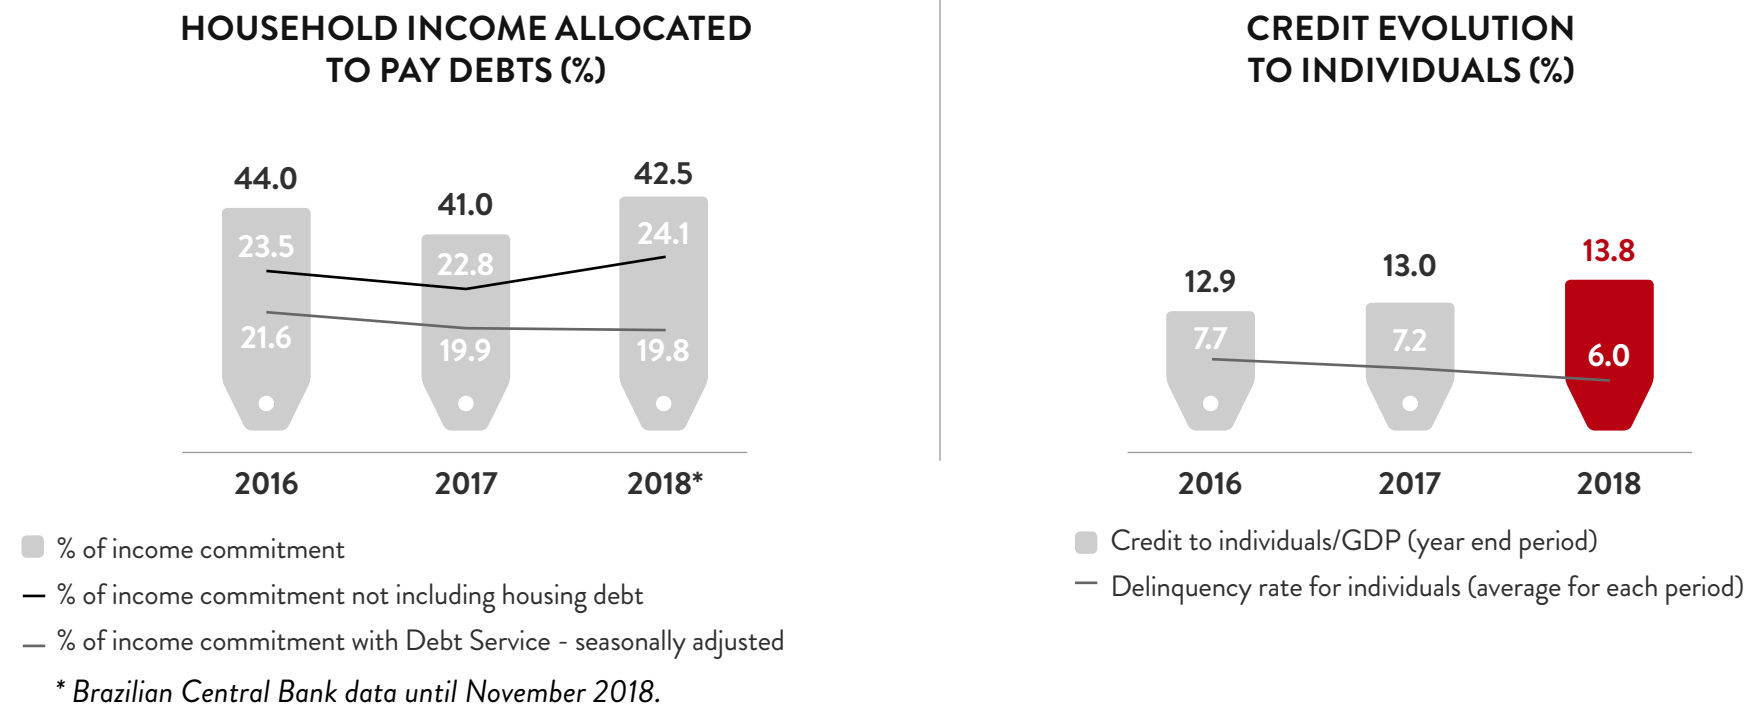 HOUSEHOLD INCOME ALLOCATED
TO PAY DEBTS (%)
44.0
41.0
42.5
23.5
22.8
24.1
21.6
19.9
19.8
2016
2017
2018*
% of income commitment
% of income commitment not including housing debt
% of income commitment with Debt Service - seasonally adjusted
* Brazilian Central Bank data until November 2018.
CREDIT EVOLUTION
TO INDIVIDUALS (%)
12.9
13.0
13.8
7.7
7.2
6.0
2016
2017
2018
Credit to individuals/GDP (year end period)
Delinquency rate for individuals (average for each period)